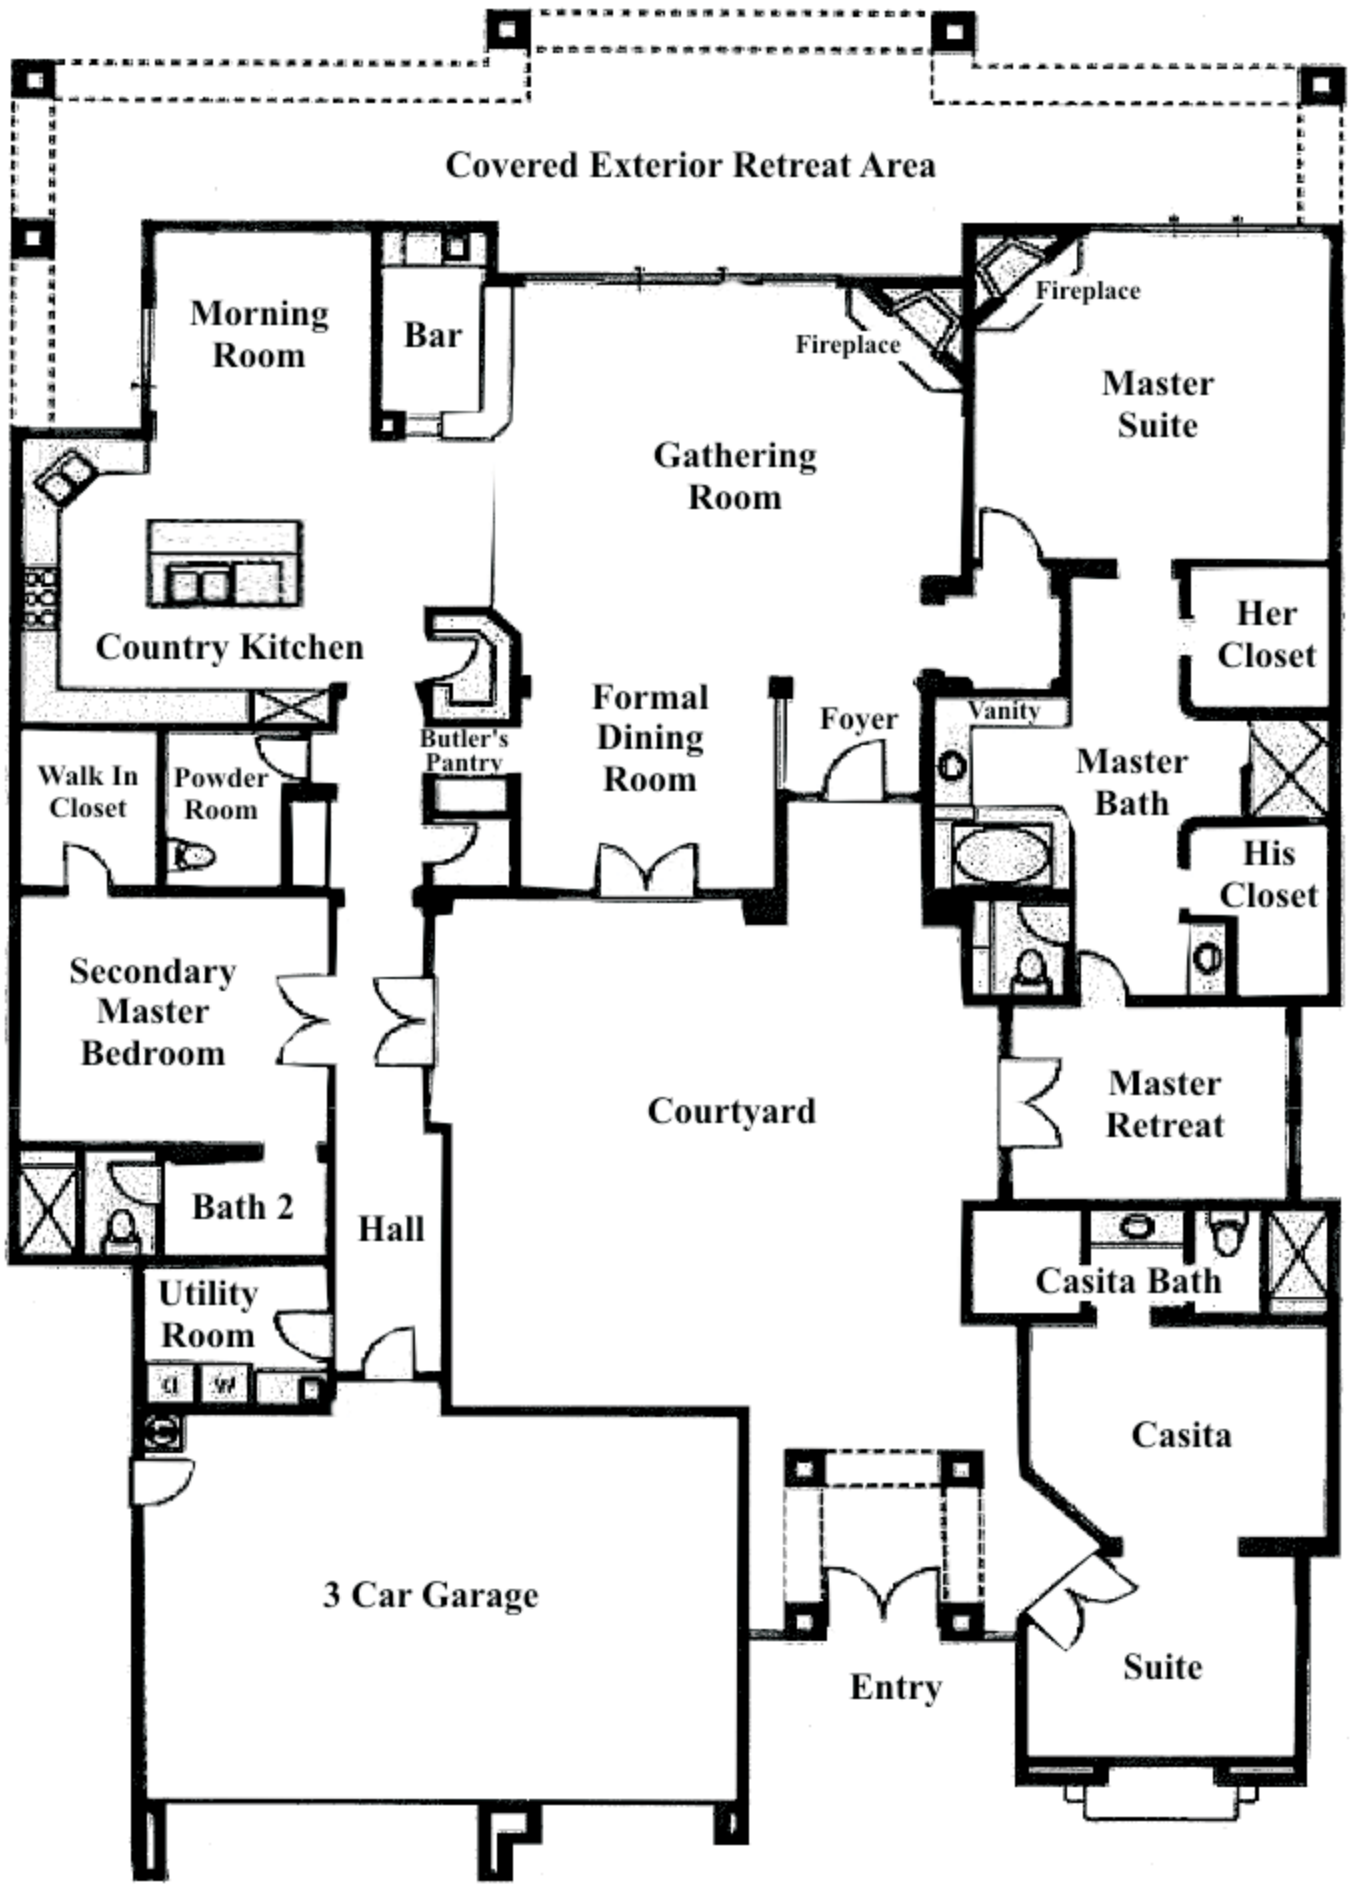 Covered Exterior Retreat Area
Morning
Room
Bar
Fireplace
Fireplace
Master
Suite
Gathering
Room
Country Kitchen
Her
Closet
Formal
Dining
Room
Foyer
Vanity
Butler's
Pantry
Walk In
Closet
Powder
Room
Master
Bath
His
Closet
Secondary
Master
Bedroom
Courtyard
Master
Retreat
Bath 2
Hall
Casita Bath
Utility
Room
D
W
Casita
3 Car Garage
Suite
Entry